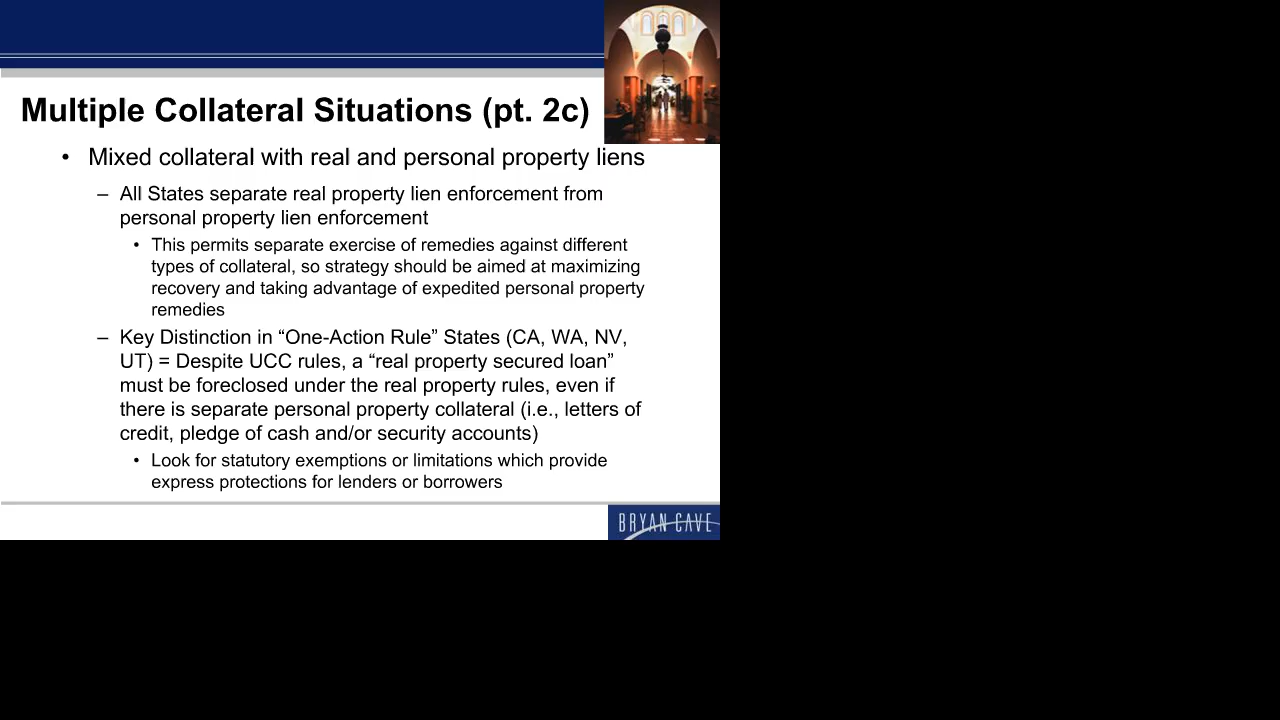 Multiple Collateral Situations (pt. 2c)
• Mixed collateral with real and personal property liens
– All States separate real property lien enforcement from
personal property lien enforcement
• This permits separate exercise of remedies against different
types of collateral, so strategy should be aimed at maximizing
recovery and taking advantage of expedited personal property
remedies
– Key Distinction in “One-Action Rule” States (CA, WA, NV,
UT) = Despite UCC rules, a “real property secured loan”
must be foreclosed under the real property rules, even if
there is separate personal property collateral (i.e., letters of
credit, pledge of cash and/or security accounts)
• Look for statutory exemptions or limitations which provide
express protections for lenders or borrowers
BRYAN CAVE